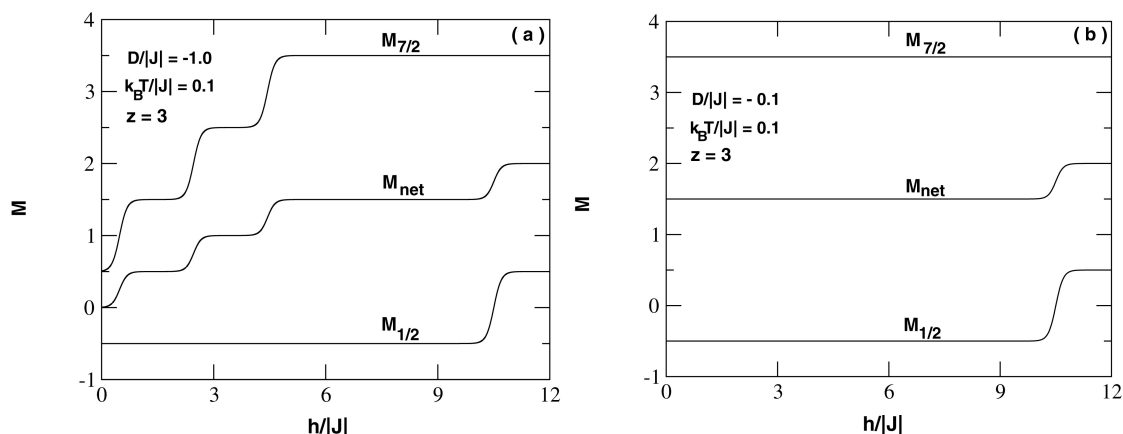 4
3
2
1
0
-1
M
( a )
M7/2
D/|J| = -1.0
kBT/|J| = 0.1
z = 3
Mnet
M1/2
0 3 6 9 12
h/|J|
4
3
2
1
0
-1
M
( b )
M7/2
D/|J| = - 0.1
kBT/|J| = 0.1
z = 3
Mnet
M1/2
0 3 6 9 12
h/|J|